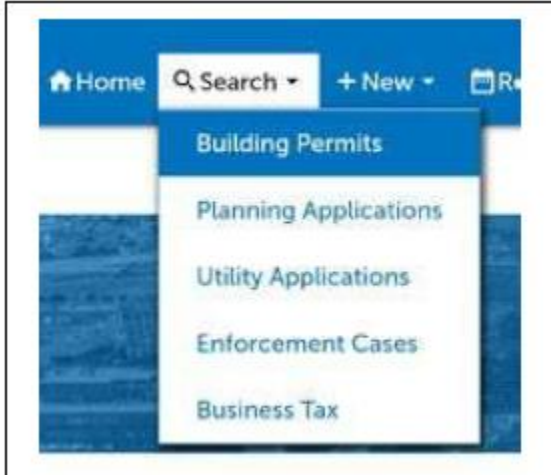 Home Search + New
Building Permits
Planning Applications
Utility Applications
Enforcement Cases
Business Tax